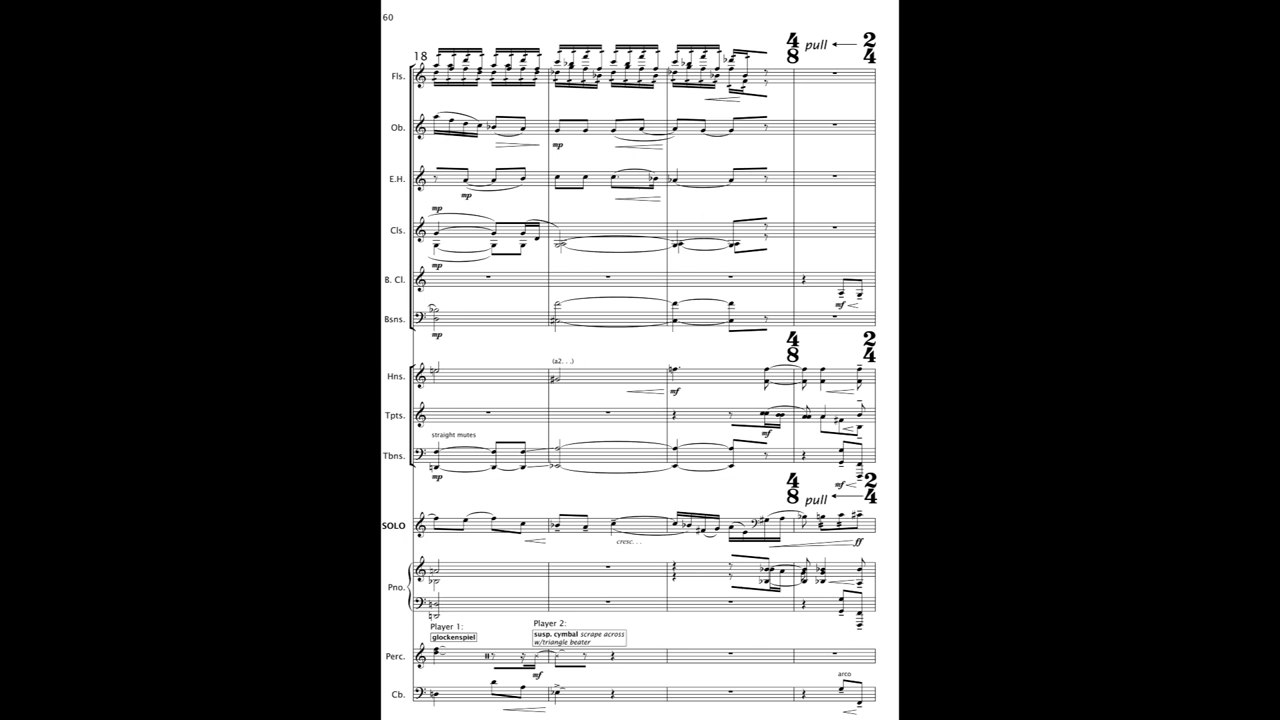 60
4 8 pull 2 4
18
Fls.
Ob.
mp
E.H.
mp
mp
Cls.
mp
B. Cl.
mf
Bsns.
mp
4 8 2 4
(a2. . .)
Hns.
mf
Tpts.
mf
straight mutes
Tbns.
mp
mf
4 8 pull 2 4
SOLO
cresc. . .
ff
Pno.
Player 1:
Player 2:
glockenspiel
susp. cymbal scrape across
w/triangle beater
Perc.
mf
arco
Cb.